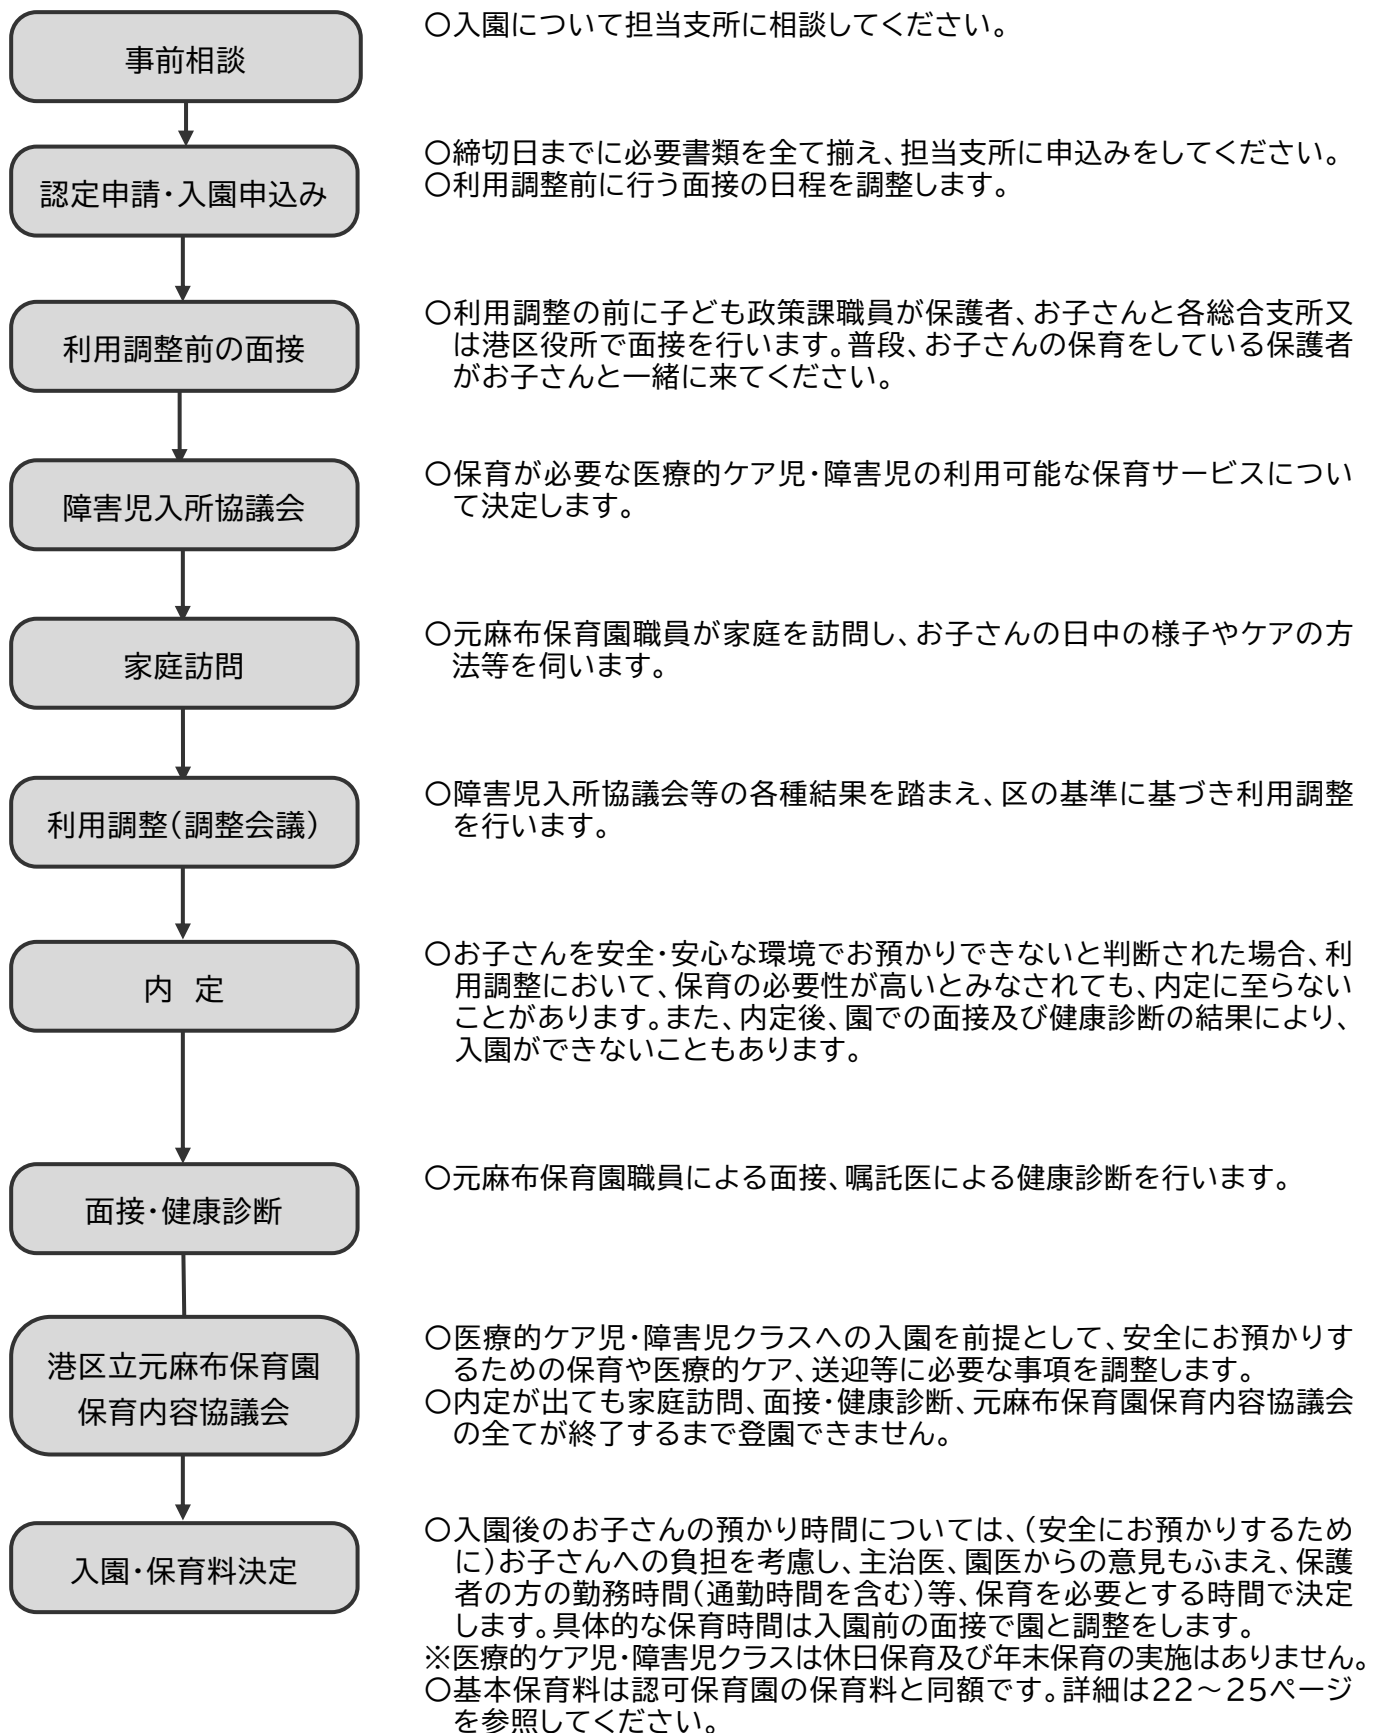 事前相談
○入園について担当支所に相談してください。
認定申請・入園申込み
○締切日までに必要書類を全て揃え、担当支所に申込みをしてください。
○利用調整前に行う面接の日程を調整します。
利用調整前の面接
○利用調整の前に子ども政策課職員が保護者、お子さんと各総合支所又
は港区役所で面接を行います。普段、お子さんの保育をしている保護者
がお子さんと一緒に来てください。
障害児入所協議会
○保育が必要な医療的ケア児・障害児の利用可能な保育サービスについ
て決定します。
家庭訪問
○元麻布保育園職員が家庭を訪問し、お子さんの日中の様子やケアの方
法等を伺います。
利用調整(調整会議)
○障害児入所協議会等の各種結果を踏まえ、区の基準に基づき利用調整
を行います。
内 定
○お子さんを安全・安心な環境でお預かりできないと判断された場合、利
用調整において、保育の必要性が高いとみなされても、内定に至らない
ことがあります。また、内定後、園での面接及び健康診断の結果により、
入園ができないこともあります。
面接・健康診断
○元麻布保育園職員による面接、嘱託医による健康診断を行います。
港区立元麻布保育園
保育内容協議会
○医療的ケア児・障害児クラスへの入園を前提として、安全にお預かりす
るための保育や医療的ケア、送迎等に必要な事項を調整します。
○内定が出ても家庭訪問、面接・健康診断、元麻布保育園保育内容協議会
の全てが終了するまで登園できません。
入園・保育料決定
○入園後のお子さんの預かり時間については、(安全にお預かりするため
に)お子さんへの負担を考慮し、主治医、園医からの意見もふまえ、保護
者の方の勤務時間(通勤時間を含む)等、保育を必要とする時間で決定
します。具体的な保育時間は入園前の面接で園と調整をします。
※医療的ケア児・障害児クラスは休日保育及び年末保育の実施はありません。
○基本保育料は認可保育園の保育料と同額です。詳細は22~25ページ
を参照してください。